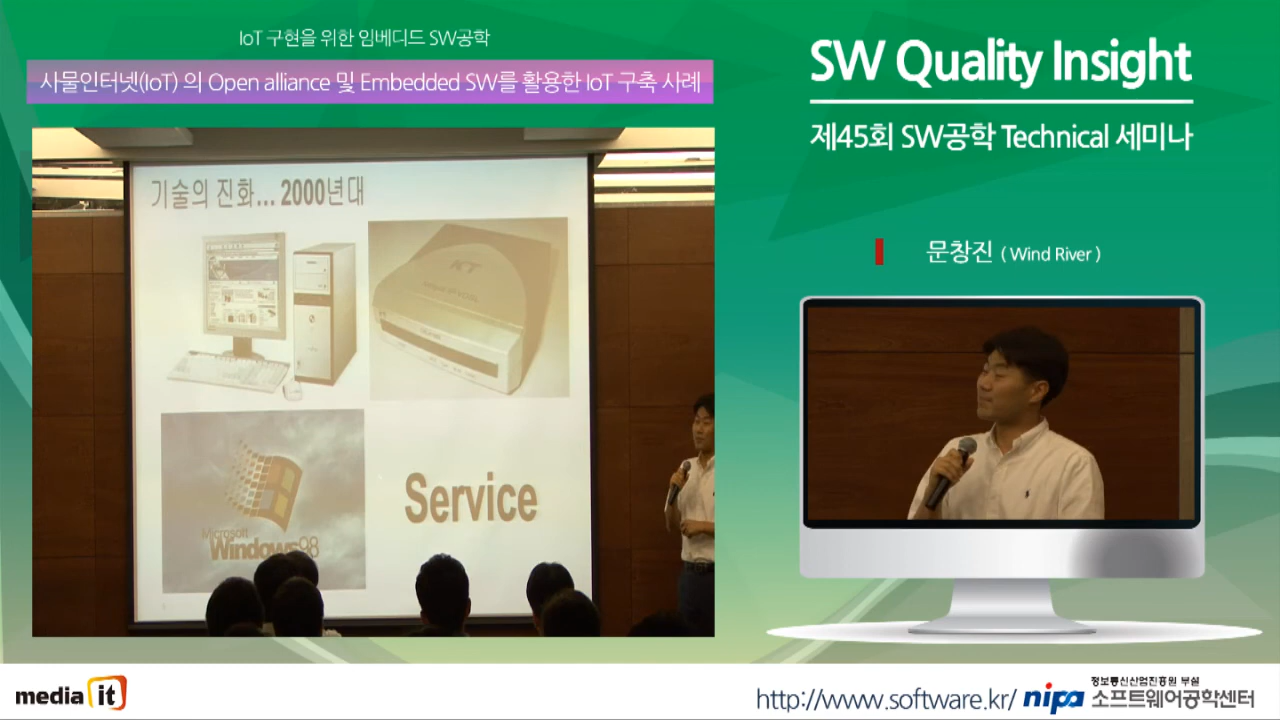 IoT 구현을 위한 임베디드 SW공학
사물인터넷(IoT) 의 Open alliance 및 Embedded SW를 활용한 IoT 구축 사례
SW Quality Insight
제45회 SW공학 Technical 세미나
문창진 ( Wind River )
기술의 진화... 2000년대
KT
Microsoft
Windows 98
Service
media it
http://www.software.kr/
nipa
정보통신산업진흥원 부설
소프트웨어공학센터